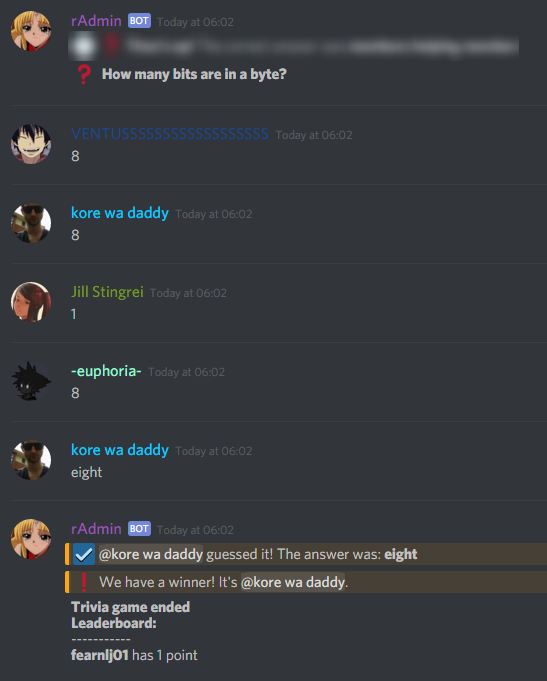 rAdmin BOT Today at 06:02
❓ How many bits are in a byte?
VENTUSSSSSSSSSSSSSSSSSSS Today at 06:02
8
kore wa daddy Today at 06:02
8
Jill Stingrei Today at 06:02
1
-euphoria- Today at 06:02
8
kore wa daddy Today at 06:02
eight
rAdmin BOT Today at 06:02
@kore wa daddy guessed it! The answer was: eight
❗ We have a winner! It's @kore wa daddy.
Trivia game ended
Leaderboard:
-----------
fearnlj01 has 1 point